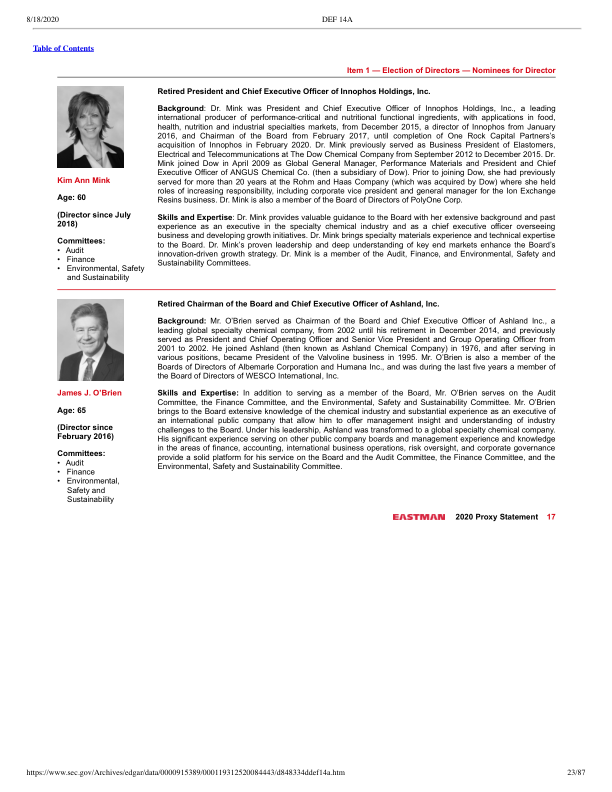 8/18/2020 DEF 14A
Table of Contents
Item 1 — Election of Directors — Nominees for Director
Kim Ann Mink
Age: 60
(Director since July
2018)
Committees:
• Audit
• Finance
• Environmental, Safety
and Sustainability
Retired President and Chief Executive Officer of Innophos Holdings, Inc.
Background: Dr. Mink was President and Chief Executive Officer of Innophos Holdings, Inc., a leading
international producer of performance-critical and nutritional functional ingredients, with applications in food,
health, nutrition and industrial specialties markets, from December 2015, a director of Innophos from January
2016, and Chairman of the Board from February 2017, until completion of One Rock Capital Partners's
acquisition of Innophos in February 2020. Dr. Mink previously served as Business President of Elastomers,
Electrical and Telecommunications at The Dow Chemical Company from September 2012 to December 2015. Dr.
Mink joined Dow in April 2009 as Global General Manager, Performance Materials and President and Chief
Executive Officer of ANGUS Chemical Co. (then a subsidiary of Dow). Prior to joining Dow, she had previously
served for more than 20 years at the Rohm and Haas Company (which was acquired by Dow) where she held
roles of increasing responsibility, including corporate vice president and general manager for the Ion Exchange
Resins business. Dr. Mink is also a member of the Board of Directors of PolyOne Corp.
Skills and Expertise: Dr. Mink provides valuable guidance to the Board with her extensive background and past
experience as an executive in the specialty chemical industry and as a chief executive officer overseeing
business and developing growth initiatives. Dr. Mink brings specialty materials experience and technical expertise
to the Board. Dr. Mink's proven leadership and deep understanding of key end markets enhance the Board's
innovation-driven growth strategy. Dr. Mink is a member of the Audit, Finance, and Environmental, Safety and
Sustainability Committees.
James J. O'Brien
Age: 65
(Director since
February 2016)
Committees:
• Audit
• Finance
• Environmental,
Safety and
Sustainability
Retired Chairman of the Board and Chief Executive Officer of Ashland, Inc.
Background: Mr. O'Brien served as Chairman of the Board and Chief Executive Officer of Ashland Inc., a
leading global specialty chemical company, from 2002 until his retirement in December 2014, and previously
served as President and Chief Operating Officer and Senior Vice President and Group Operating Officer from
2001 to 2002. He joined Ashland (then known as Ashland Chemical Company) in 1976, and after serving in
various positions, became President of the Valvoline business in 1995. Mr. O'Brien is also a member of the
Boards of Directors of Albemarle Corporation and Humana Inc., and was during the last five years a member of
the Board of Directors of WESCO International, Inc.
Skills and Expertise: In addition to serving as a member of the Board, Mr. O'Brien serves on the Audit
Committee, the Finance Committee, and the Environmental, Safety and Sustainability Committee. Mr. O'Brien
brings to the Board extensive knowledge of the chemical industry and substantial experience as an executive of
an international public company that allow him to offer management insight and understanding of industry
challenges to the Board. Under his leadership, Ashland was transformed to a global specialty chemical company.
His significant experience serving on other public company boards and management experience and knowledge
in the areas of finance, accounting, international business operations, risk oversight, and corporate governance
provide a solid platform for his service on the Board and the Audit Committee, the Finance Committee, and the
Environmental, Safety and Sustainability Committee.
EASTMAN 2020 Proxy Statement 17
https://www.sec.gov/Archives/edgar/data/0000915389/000119312520084443/d848334ddef14a.htm 23/87